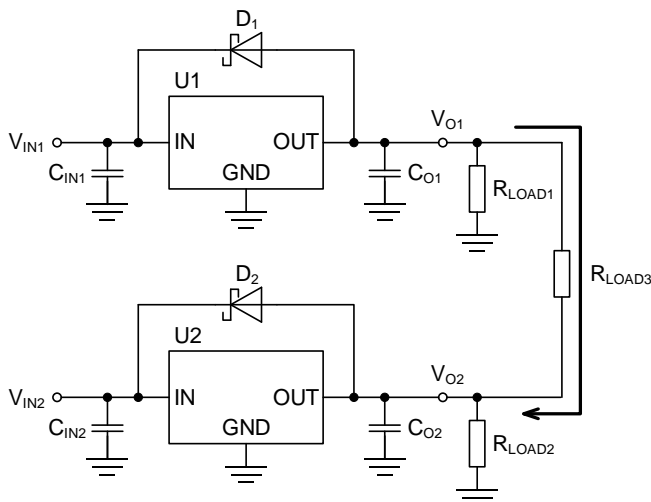 D1
U1
VIN1
IN
OUT
VO1
CIN1
GND
CO1
RLOAD1
RLOAD3
D2
U2
VIN2
IN
OUT
VO2
CIN2
GND
CO2
RLOAD2